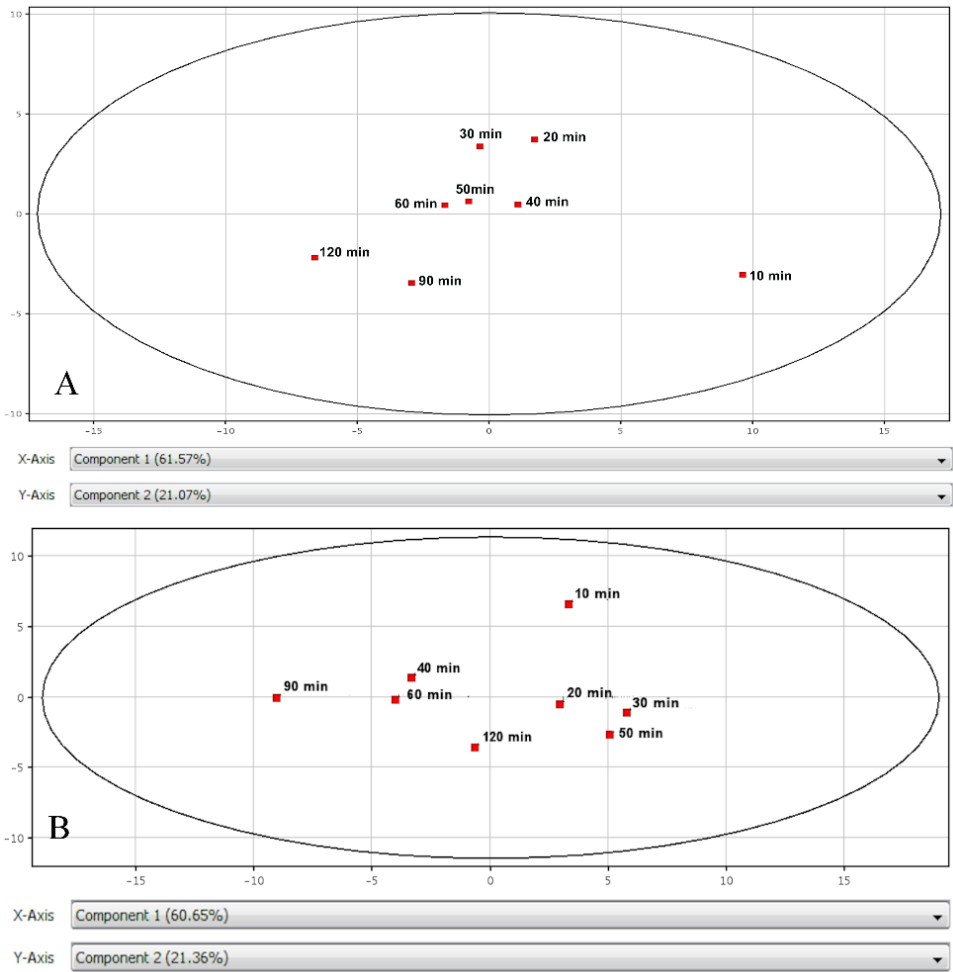 10
5
0
-5
-10
30 min
20 min
50min
60 min
40 min
120 min
90 min
10 min
A
-15
-10
-5
0
5
10
15
X-Axis Component 1 (61.57%)
Y-Axis Component 2 (21.07%)
10
5
0
-5
-10
10 min
40 min
90 min
60 min
20 min
30 min
120 min
50 min
B
-15
-10
-5
0
5
10
15
X-Axis Component 1 (60.65%)
Y-Axis Component 2 (21.36%)